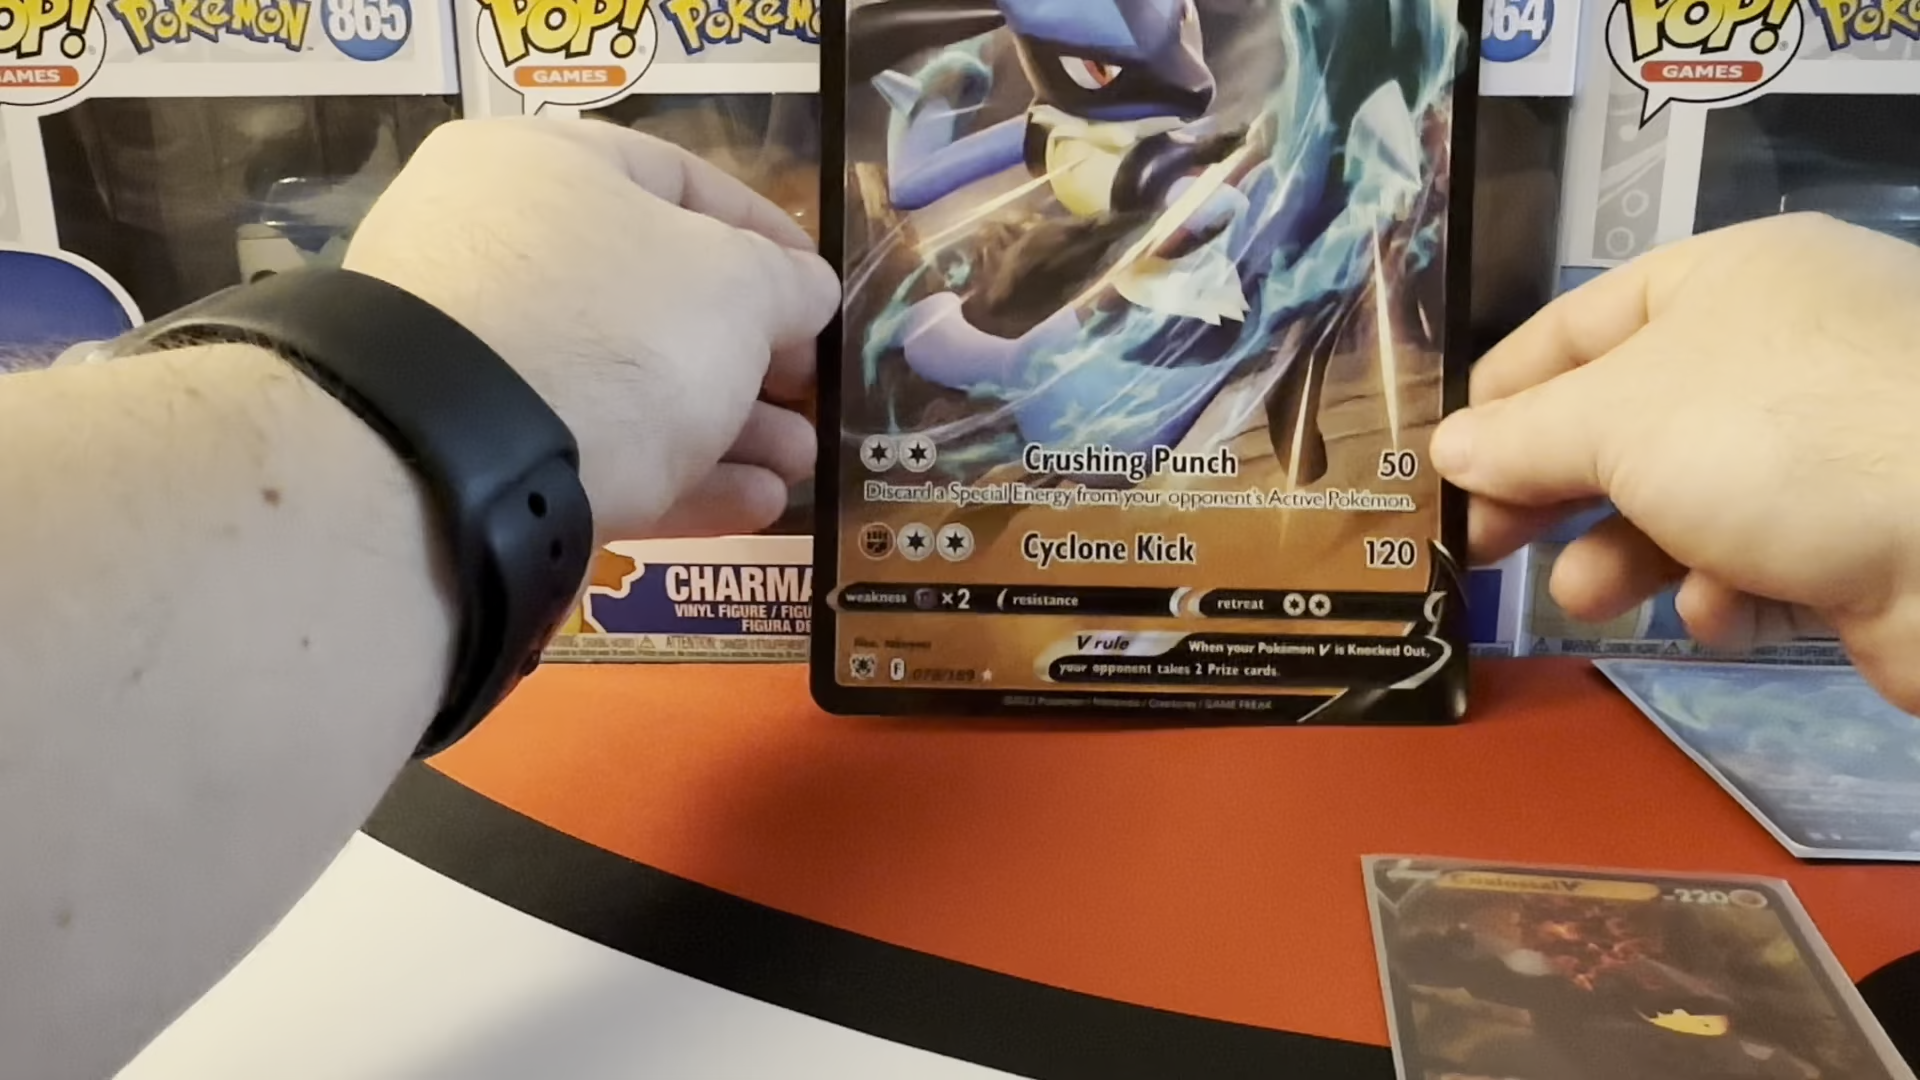 POP!
GAMES
POKéMON
865
POP!
GAMES
POKéM
864
POP!
GAMES
POKé
Crushing Punch 50
Discard a Special Energy from your opponent's Active Pokémon.
Cyclone Kick 120
weakness ×2 resistance retreat
V rule When your Pokémon V is Knocked Out,
your opponent takes 2 Prize cards.
F 078/189
©2022 Pokémon / Nintendo / Creatures / GAME FREAK
CHARMA
VINYL FIGURE / FIGU
FIGURA DE
220